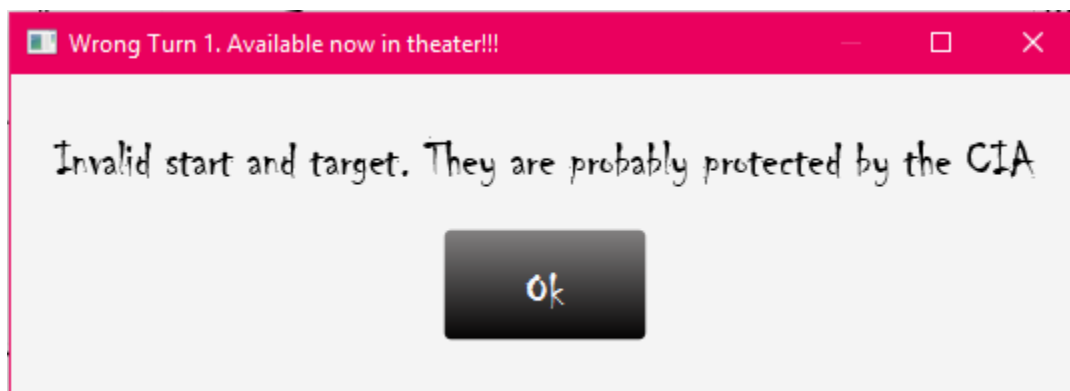 Wrong Turn 1. Available now in theater!!!
Invalid start and target. They are probably protected by the CIA
Ok